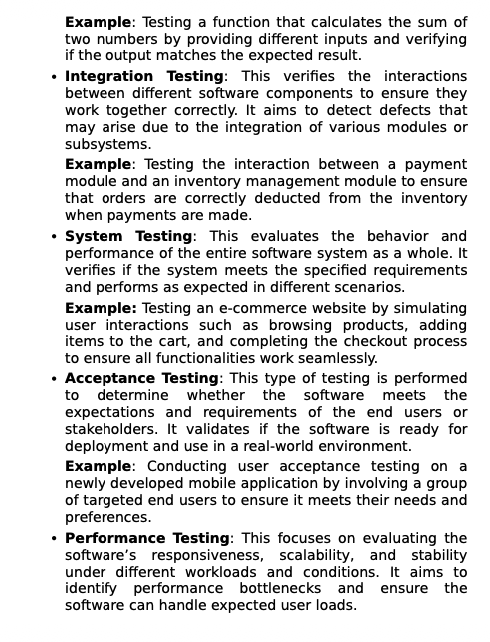 Example: Testing a function that calculates the sum of
two numbers by providing different inputs and verifying
if the output matches the expected result.
• Integration Testing: This verifies the interactions
between different software components to ensure they
work together correctly. It aims to detect defects that
may arise due to the integration of various modules or
subsystems.
Example: Testing the interaction between a payment
module and an inventory management module to ensure
that orders are correctly deducted from the inventory
when payments are made.
• System Testing: This evaluates the behavior and
performance of the entire software system as a whole. It
verifies if the system meets the specified requirements
and performs as expected in different scenarios.
Example: Testing an e-commerce website by simulating
user interactions such as browsing products, adding
items to the cart, and completing the checkout process
to ensure all functionalities work seamlessly.
• Acceptance Testing: This type of testing is performed
to determine whether the software meets the
expectations and requirements of the end users or
stakeholders. It validates if the software is ready for
deployment and use in a real-world environment.
Example: Conducting user acceptance testing on a
newly developed mobile application by involving a group
of targeted end users to ensure it meets their needs and
preferences.
• Performance Testing: This focuses on evaluating the
software’s responsiveness, scalability, and stability
under different workloads and conditions. It aims to
identify performance bottlenecks and ensure the
software can handle expected user loads.